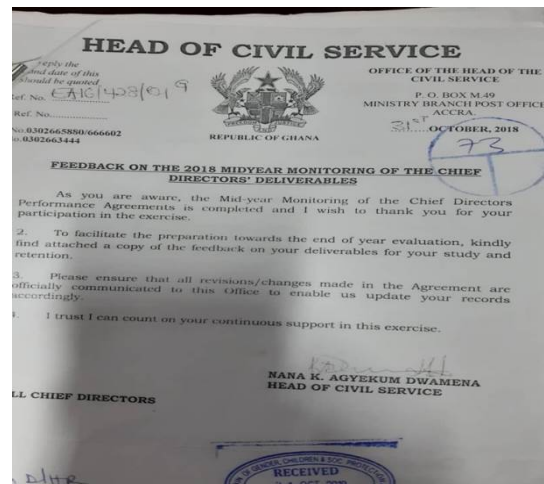 HEAD OF CIVIL SERVICE
reply the
and date of this
should be quoted
Ref. No.
Ref. No.
No.0302665880/666602
.0302663444
REPUBLIC OF GHANA
OFFICE OF THE HEAD OF THE
CIVIL SERVICE
P. O. BOX M.49
MINISTRY BRANCH POST OFFICE
ACCRA.
31ST OCTOBER, 2018
73
FEEDBACK ON THE 2018 MIDYEAR MONITORING OF THE CHIEF
DIRECTORS' DELIVERABLES
As you are aware, the Mid-year Monitoring of the Chief Directors
Performance Agreements is completed and I wish to thank you for your
participation in the exercise.
2. To facilitate the preparation towards the end of year evaluation, kindly
find attached a copy of the feedback on your deliverables for your study and
retention.
3. Please ensure that all revisions/changes made in the Agreement are
officially communicated to this Office to enable us update your records
accordingly.
I trust I can count on your continuous support in this exercise.
NANA K. AGYEKUM DWAMENA
HEAD OF CIVIL SERVICE
LL CHIEF DIRECTORS
OF GENDER, CHILDREN & SOC. PROTECTION
RECEIVED
D/HR